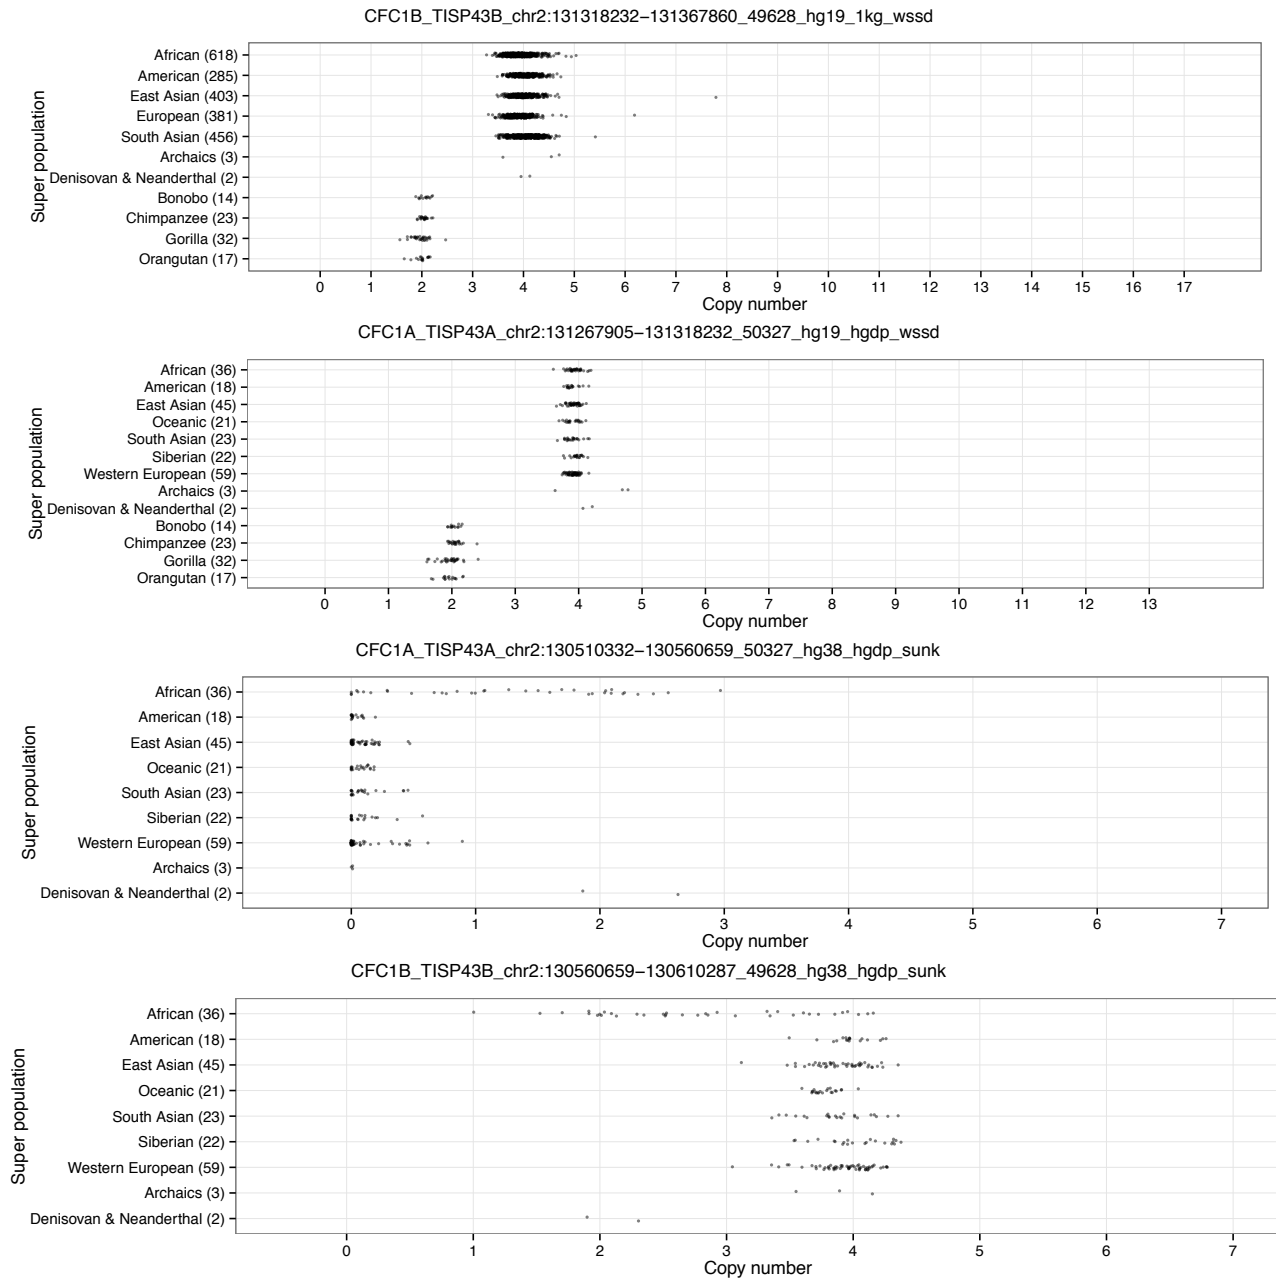 CFC1B_TISP43B_chr2:131318232−131367860_49628_hg19_1kg_wssd
Super population
African (618)
American (285)
East Asian (403)
European (381)
South Asian (456)
Archaics (3)
Denisovan & Neanderthal (2)
Bonobo (14)
Chimpanzee (23)
Gorilla (32)
Orangutan (17)
0 1 2 3 4 5 6 7 8 9 10 11 12 13 14 15 16 17
Copy number
CFC1A_TISP43A_chr2:131267905−131318232_50327_hg19_hgdp_wssd
Super population
African (36)
American (18)
East Asian (45)
Oceanic (21)
South Asian (23)
Siberian (22)
Western European (59)
Archaics (3)
Denisovan & Neanderthal (2)
Bonobo (14)
Chimpanzee (23)
Gorilla (32)
Orangutan (17)
0 1 2 3 4 5 6 7 8 9 10 11 12 13
Copy number
CFC1A_TISP43A_chr2:130510332−130560659_50327_hg38_hgdp_sunk
Super population
African (36)
American (18)
East Asian (45)
Oceanic (21)
South Asian (23)
Siberian (22)
Western European (59)
Archaics (3)
Denisovan & Neanderthal (2)
0 1 2 3 4 5 6 7
Copy number
CFC1B_TISP43B_chr2:130560659−130610287_49628_hg38_hgdp_sunk
Super population
African (36)
American (18)
East Asian (45)
Oceanic (21)
South Asian (23)
Siberian (22)
Western European (59)
Archaics (3)
Denisovan & Neanderthal (2)
0 1 2 3 4 5 6 7
Copy number